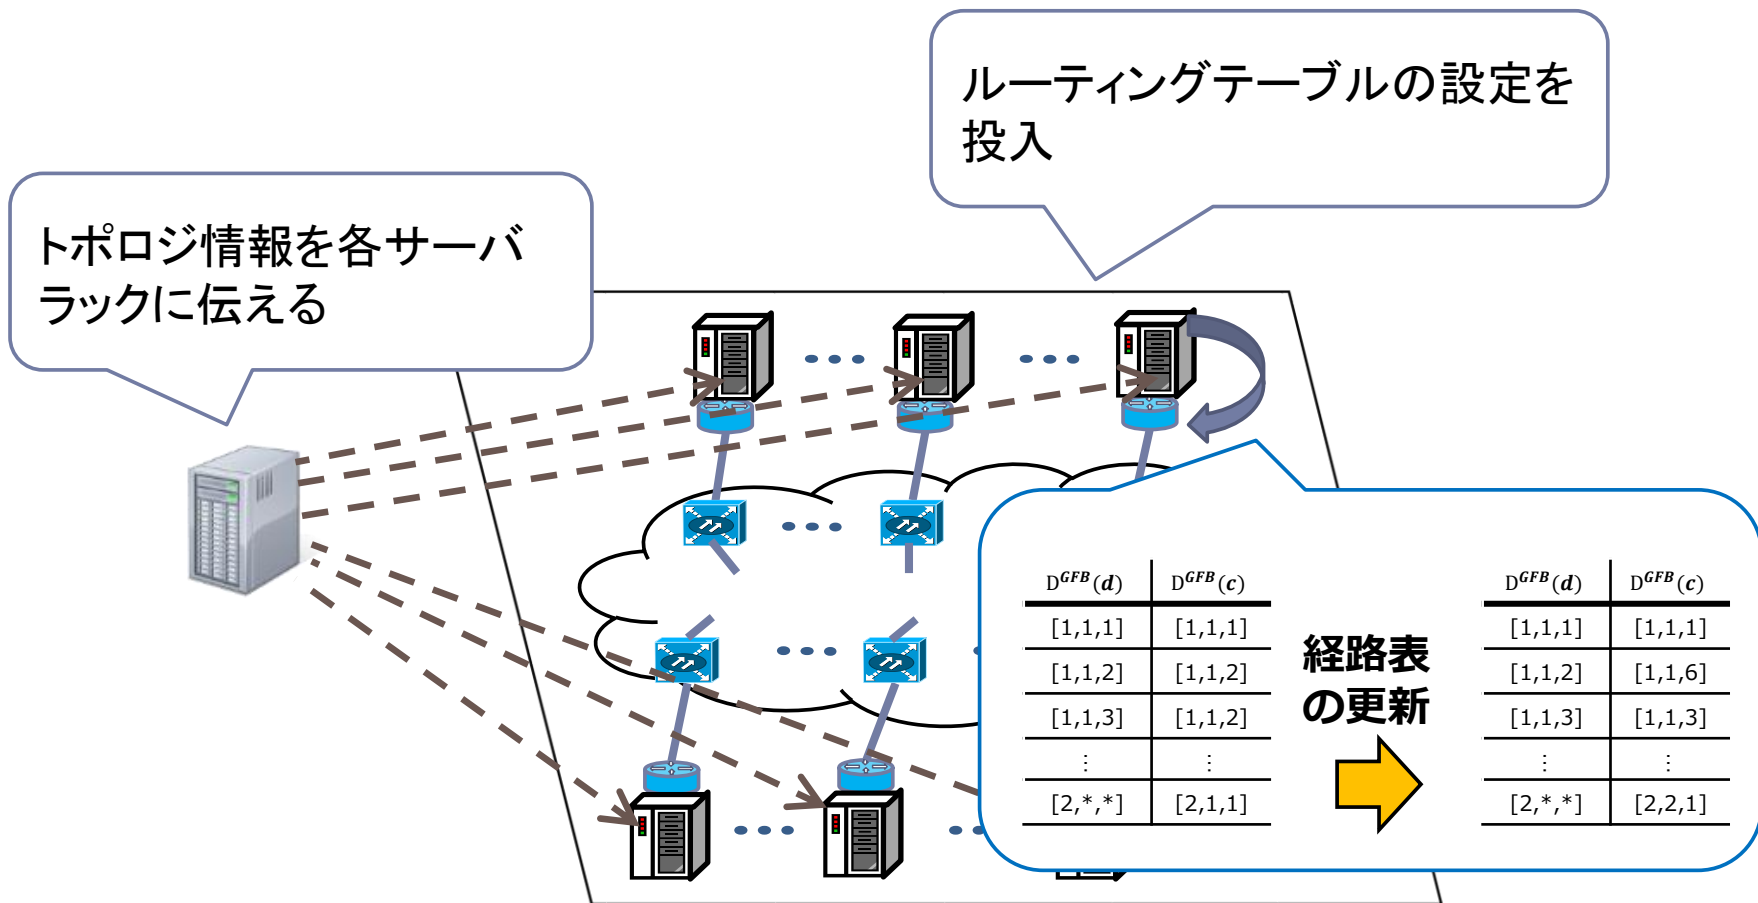 ルーティングテーブルの設定を
投入
トポロジ情報を各サーバ
ラックに伝える
D^GFB(d) D^GFB(c)
[1,1,1] [1,1,1]
[1,1,2] [1,1,2]
[1,1,3] [1,1,2]
⋮ ⋮
[2,*,*] [2,1,1]
経路表
の更新
D^GFB(d) D^GFB(c)
[1,1,1] [1,1,1]
[1,1,2] [1,1,6]
[1,1,3] [1,1,3]
⋮ ⋮
[2,*,*] [2,2,1]